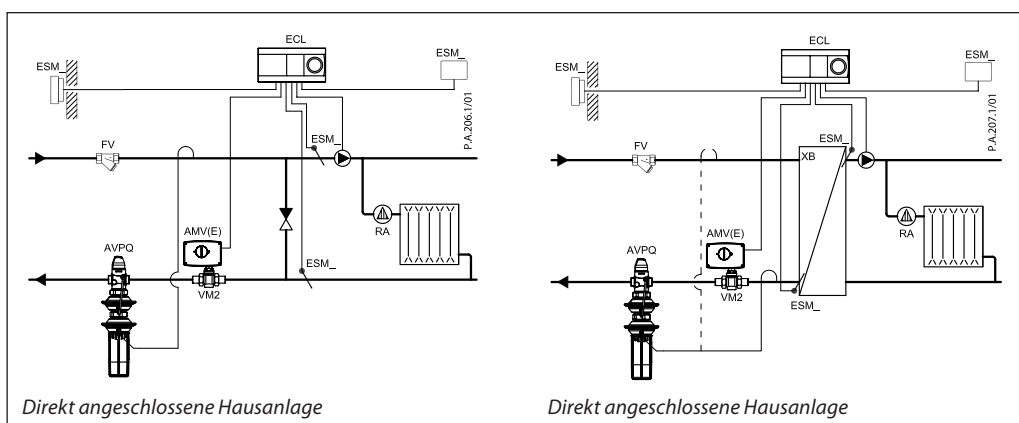 ECL
ESM_
ESM_
P.A.206.1/01
FV
ESM_
RA
AMV(E)
AVPQ
ESM_
VM2
Direkt angeschlossene Hausanlage
ECL
ESM_
ESM_
P.A.207.1/01
ESM_
FV
XB
RA
AMV(E)
AVPQ
VM2
ESM_
Direkt angeschlossene Hausanlage